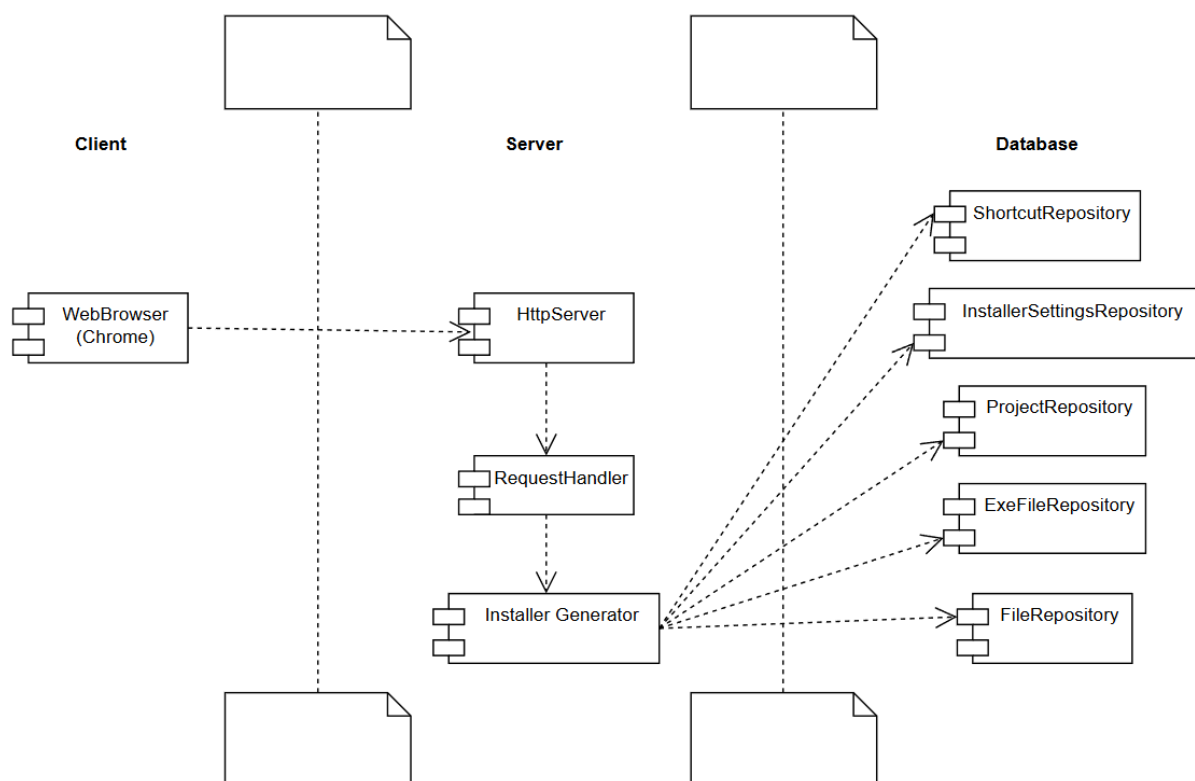 Client
Server
Database
ShortcutRepository
WebBrowser
(Chrome)
HttpServer
InstallerSettingsRepository
ProjectRepository
RequestHandler
ExeFileRepository
Installer Generator
FileRepository